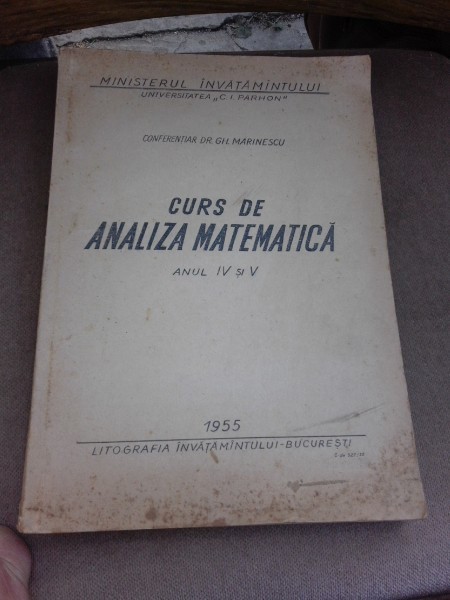 MINISTERUL ÎNVĂȚĂMÎNTULUI
UNIVERSITATEA „C.I. PARHON"
CONFERENȚIAR DR. GH. MARINESCU
CURS DE
ANALIZA MATEMATICĂ
ANUL IV ȘI V
1955
LITOGRAFIA ÎNVĂȚĂMÎNTULUI-BUCUREȘTI